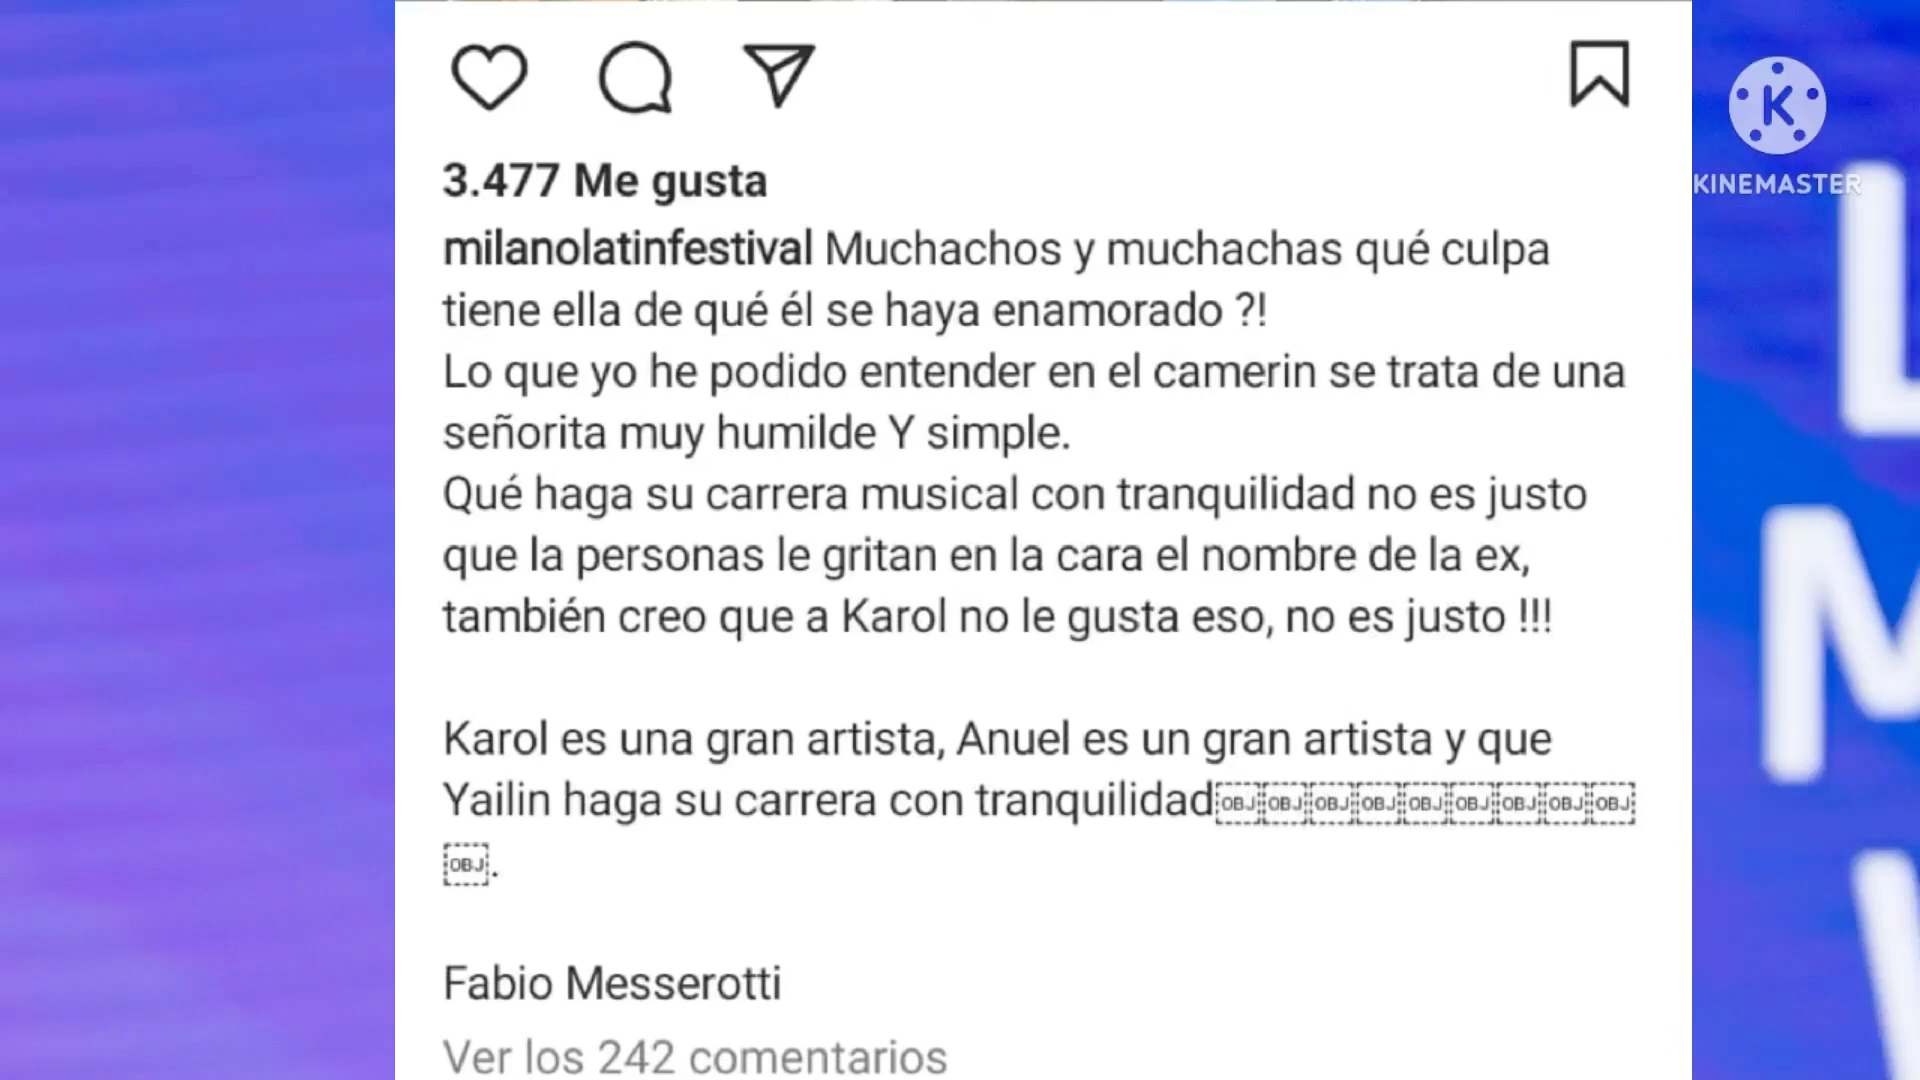 3.477 Me gusta
milanolatinfestival Muchachos y muchachas qué culpa
tiene ella de qué él se haya enamorado ?!
Lo que yo he podido entender en el camerin se trata de una
señorita muy humilde Y simple.
Qué haga su carrera musical con tranquilidad no es justo
que la personas le gritan en la cara el nombre de la ex,
también creo que a Karol no le gusta eso, no es justo !!!
Karol es una gran artista, Anuel es un gran artista y que
Yailin haga su carrera con tranquilidad￼￼￼￼￼￼￼￼￼
￼.
Fabio Messerotti
Ver los 242 comentarios
K
KINEMASTER
L
M